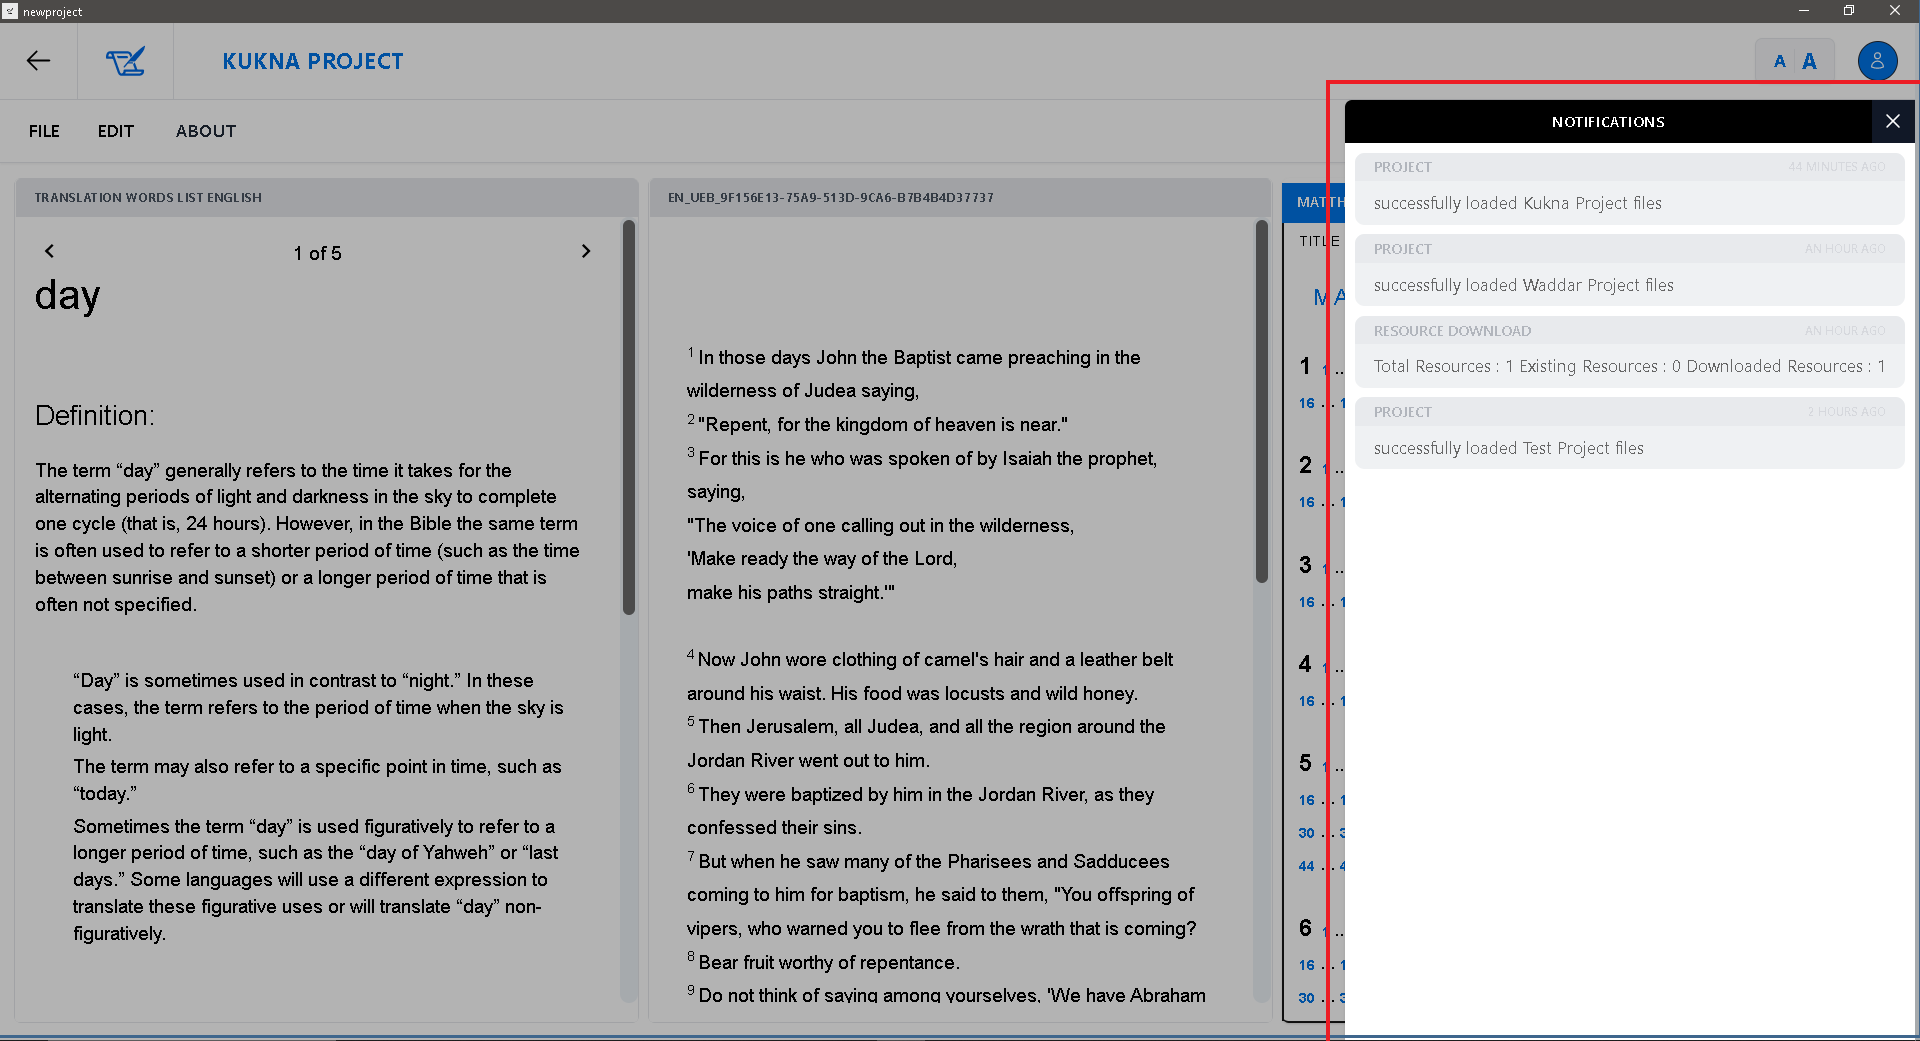 newproject
KUKNA PROJECT
A A
FILE EDIT ABOUT
TRANSLATION WORDS LIST ENGLISH
1 of 5
day
Definition:
The term “day” generally refers to the time it takes for the
alternating periods of light and darkness in the sky to complete
one cycle (that is, 24 hours). However, in the Bible the same term
is often used to refer to a shorter period of time (such as the time
between sunrise and sunset) or a longer period of time that is
often not specified.
“Day” is sometimes used in contrast to “night.” In these
cases, the term refers to the period of time when the sky is
light.
The term may also refer to a specific point in time, such as
“today.”
Sometimes the term “day” is used figuratively to refer to a
longer period of time, such as the “day of Yahweh” or “last
days.” Some languages will use a different expression to
translate these figurative uses or will translate “day” non-
figuratively.
EN_UEB_9F156E13-75A9-513D-9CA6-B7B4B4D37737
1 In those days John the Baptist came preaching in the
wilderness of Judea saying,
2 "Repent, for the kingdom of heaven is near."
3 For this is he who was spoken of by Isaiah the prophet,
saying,
"The voice of one calling out in the wilderness,
'Make ready the way of the Lord,
make his paths straight.'"
4 Now John wore clothing of camel's hair and a leather belt
around his waist. His food was locusts and wild honey.
5 Then Jerusalem, all Judea, and all the region around the
Jordan River went out to him.
6 They were baptized by him in the Jordan River, as they
confessed their sins.
7 But when he saw many of the Pharisees and Sadducees
coming to him for baptism, he said to them, "You offspring of
vipers, who warned you to flee from the wrath that is coming?
8 Bear fruit worthy of repentance.
9 Do not think of saying among yourselves, 'We have Abraham
MATTH
TITLE
MA
1 1 ..
16 ... 1
2 1 ..
16 ... 1
3 1 ..
16 ... 1
4 1 ..
16 ... 1
5 1 ..
16 ... 1
30 ... 3
44 ... 4
6 1 ..
16 ... 1
30 ... 3
NOTIFICATIONS
PROJECT 44 MINUTES AGO
successfully loaded Kukna Project files
PROJECT AN HOUR AGO
successfully loaded Waddar Project files
RESOURCE DOWNLOAD AN HOUR AGO
Total Resources : 1 Existing Resources : 0 Downloaded Resources : 1
PROJECT 2 HOURS AGO
successfully loaded Test Project files